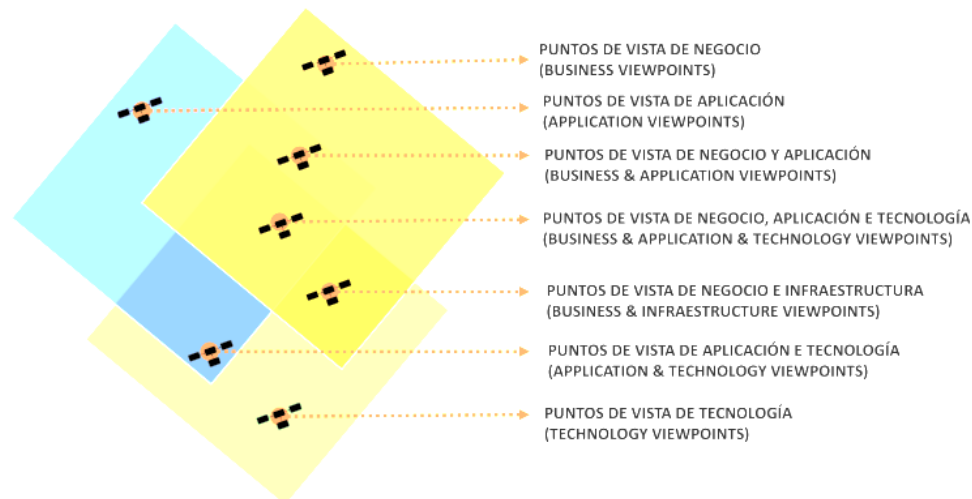 PUNTOS DE VISTA DE NEGOCIO
(BUSINESS VIEWPOINTS)
PUNTOS DE VISTA DE APLICACIÓN
(APPLICATION VIEWPOINTS)
PUNTOS DE VISTA DE NEGOCIO Y APLICACIÓN
(BUSINESS & APPLICATION VIEWPOINTS)
PUNTOS DE VISTA DE NEGOCIO, APLICACIÓN E TECNOLOGÍA
(BUSINESS & APPLICATION & TECHNOLOGY VIEWPOINTS)
PUNTOS DE VISTA DE NEGOCIO E INFRAESTRUCTURA
(BUSINESS & INFRAESTRUCTURE VIEWPOINTS)
PUNTOS DE VISTA DE APLICACIÓN E TECNOLOGÍA
(APPLICATION & TECHNOLOGY VIEWPOINTS)
PUNTOS DE VISTA DE TECNOLOGÍA
(TECHNOLOGY VIEWPOINTS)